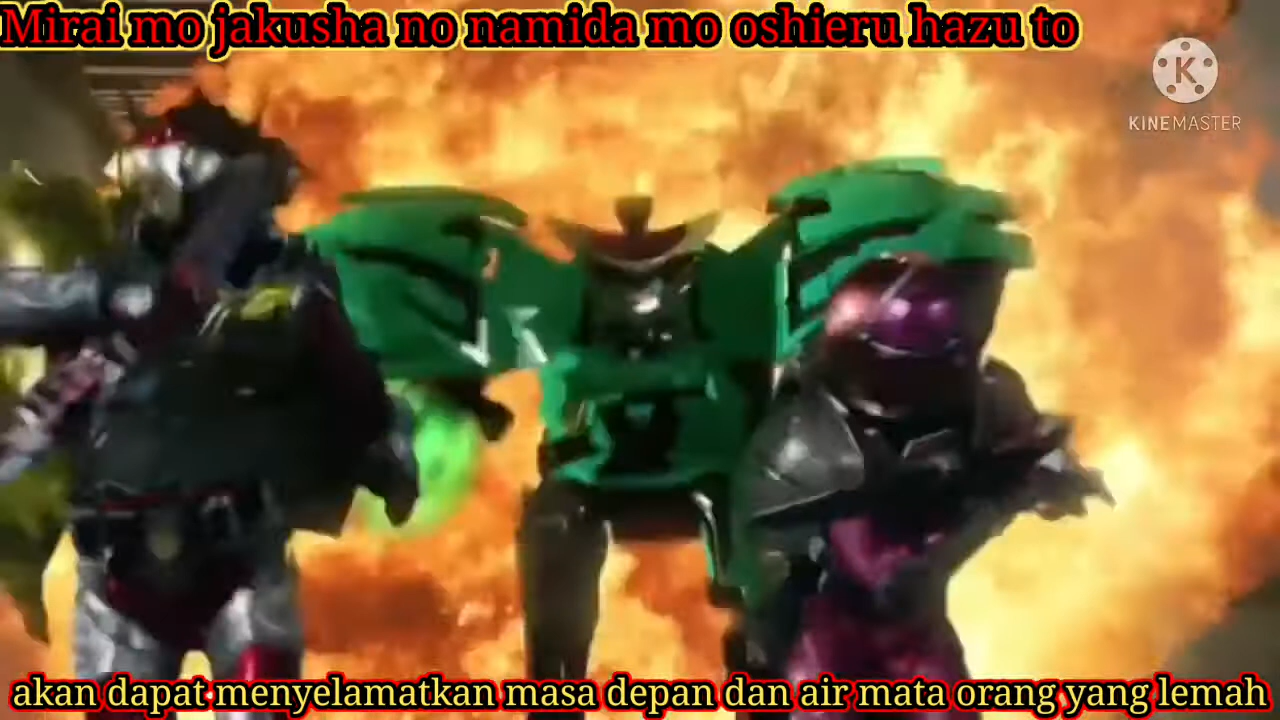 Mirai mo jakusha no namida mo oshieru hazu to
K
KINEMASTER
akan dapat menyelamatkan masa depan dan air mata orang yang lemah